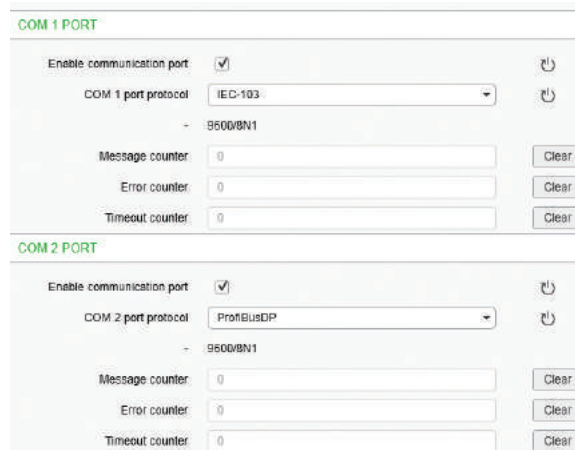 COM 1 PORT
Enable communication port
COM 1 port protocol IEC-103
- 9600/8N1
Message counter 0 Clear
Error counter 0 Clear
Timeout counter 0 Clear
COM 2 PORT
Enable communication port
COM 2 port protocol ProfiBusDP
- 9600/8N1
Message counter 0 Clear
Error counter 0 Clear
Timeout counter 0 Clear